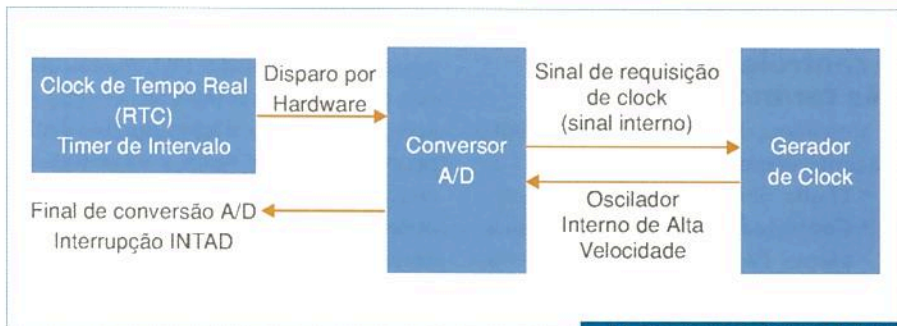 Clock de Tempo Real
(RTC)
Timer de Intervalo
Disparo por
Hardware
Final de conversão A/D
Interrupção INTAD
Conversor
A/D
Sinal de requisição
de clock
(sinal interno)
Oscilador
Interno de Alta
Velocidade
Gerador
de Clock